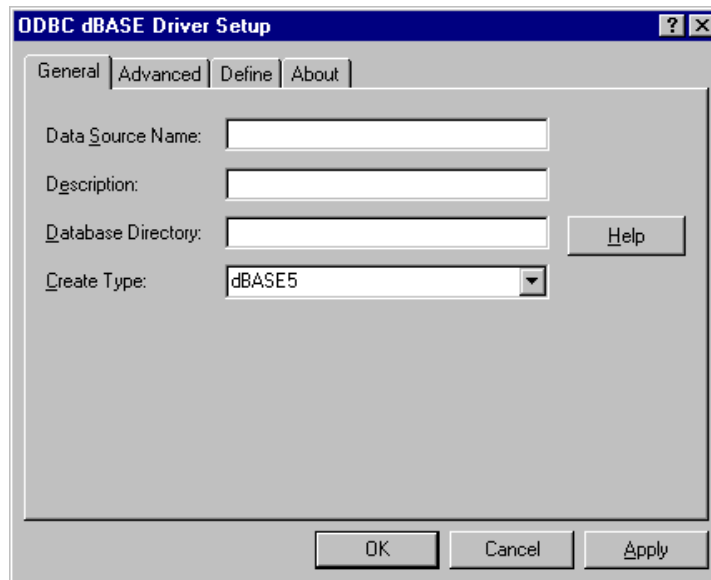 ODBC dBASE Driver Setup
General Advanced Define About
Data Source Name:
Description:
Database Directory:
Help
Create Type: dBASE5
OK Cancel Apply